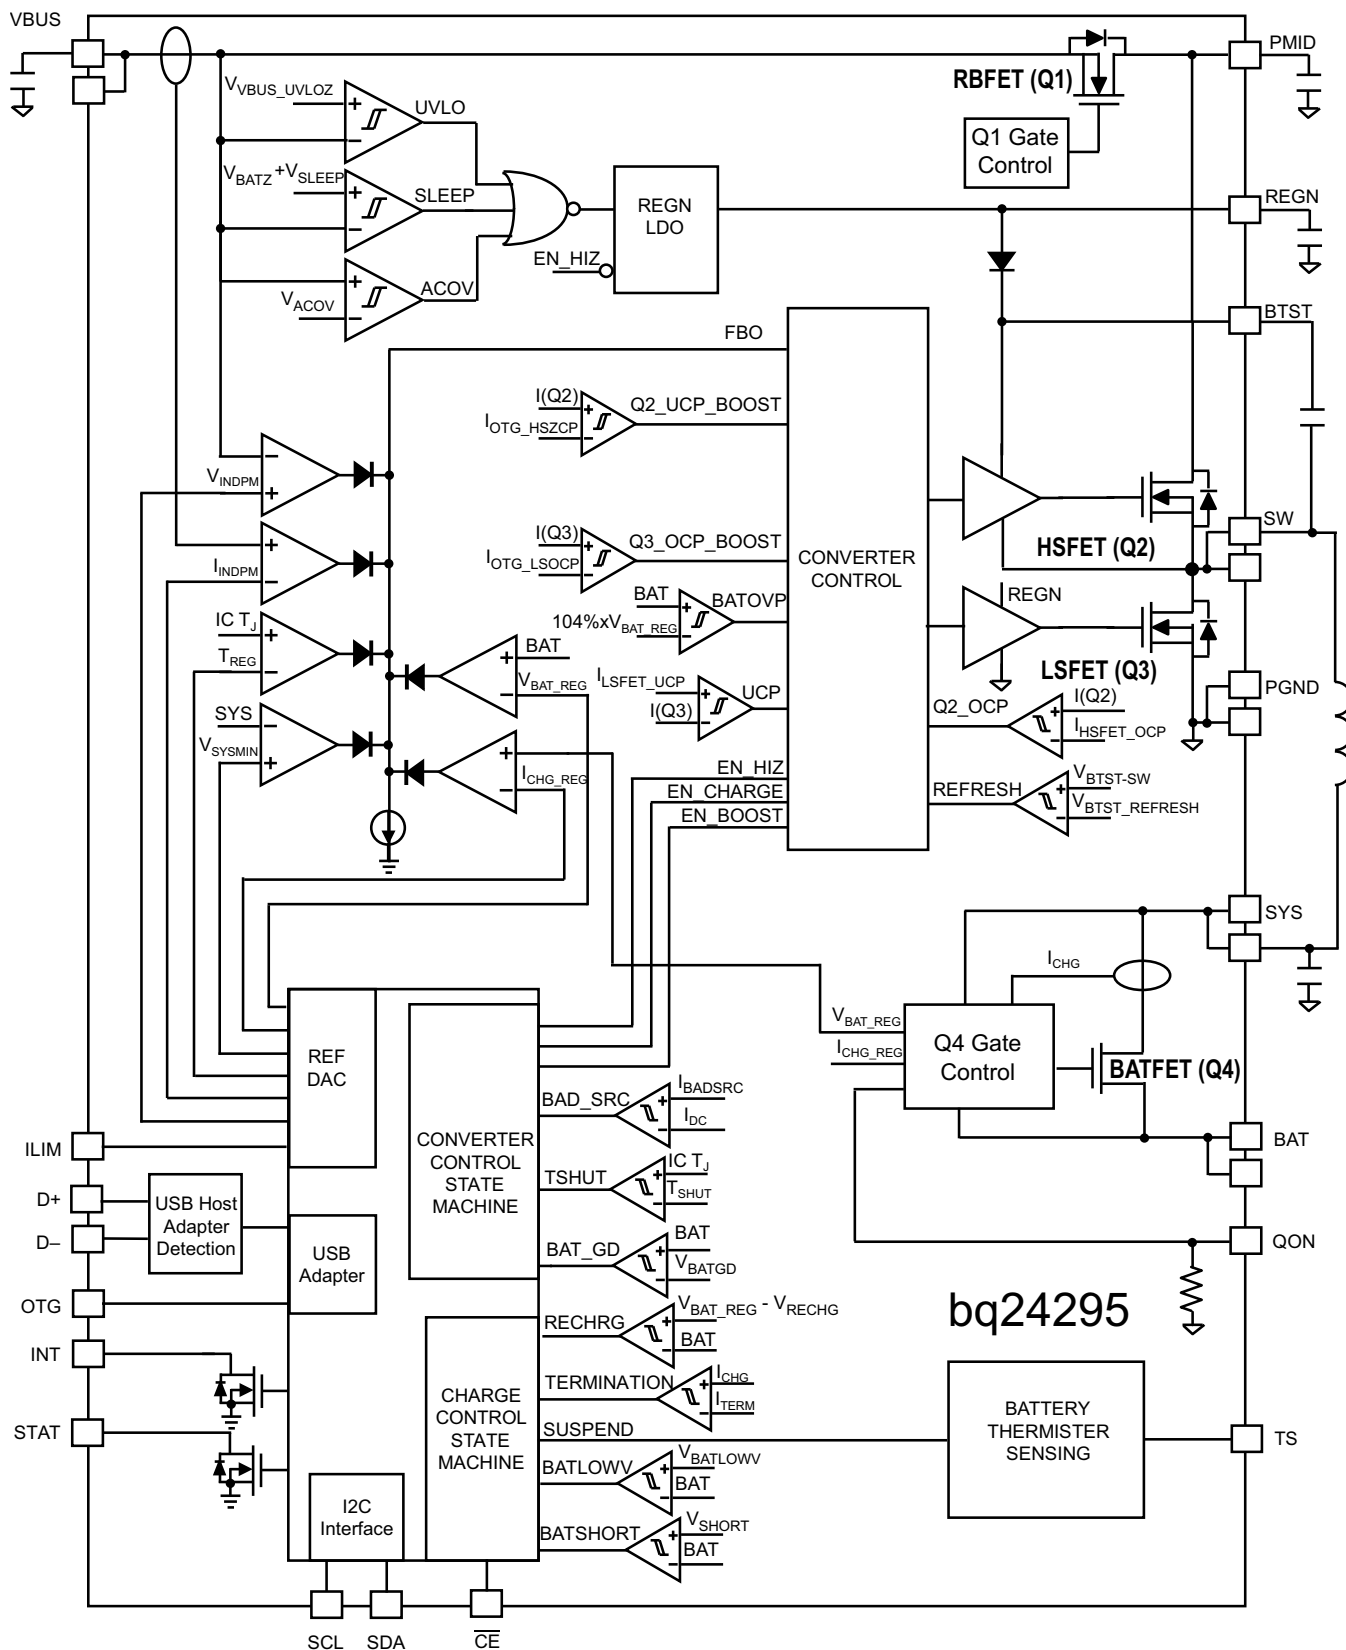 VBUS
PMID
RBFET (Q1)
Q1 Gate
Control
V_VBUS_UVLOZ
UVLO
V_BATZ +V_SLEEP
SLEEP
V_ACOV
ACOV
EN_HIZ
REGN
LDO
REGN
BTST
FBO
I(Q2)
I_OTG_HSZCP
Q2_UCP_BOOST
V_INDPM
I(Q3)
I_OTG_LSOCP
Q3_OCP_BOOST
I_INDPM
BAT
104%xV_BAT_REG
BATOVP
CONVERTER
CONTROL
HSFET (Q2)
SW
REGN
LSFET (Q3)
IC T_J
T_REG
BAT
V_BAT_REG
I_LSFET_UCP
I(Q3)
UCP
PGND
Q2_OCP
I(Q2)
I_HSFET_OCP
SYS
V_SYSMIN
I_CHG_REG
EN_HIZ
EN_CHARGE
EN_BOOST
REFRESH
V_BTST-SW
V_BTST_REFRESH
SYS
I_CHG
V_BAT_REG
I_CHG_REG
Q4 Gate
Control
BATFET (Q4)
REF
DAC
BAD_SRC
I_BADSRC
I_DC
CONVERTER
CONTROL
STATE
MACHINE
ILIM
BAT
D+
D–
USB Host
Adapter
Detection
TSHUT
IC T_J
T_SHUT
USB
Adapter
BAT_GD
BAT
V_BATGD
QON
OTG
INT
RECHRG
V_BAT_REG - V_RECHG
BAT
bq24295
CHARGE
CONTROL
STATE
MACHINE
TERMINATION
I_CHG
I_TERM
STAT
SUSPEND
BATTERY
THERMISTER
SENSING
TS
BATLOWV
V_BATLOWV
BAT
I2C
Interface
BATSHORT
V_SHORT
BAT
SCL
SDA
C̅E̅